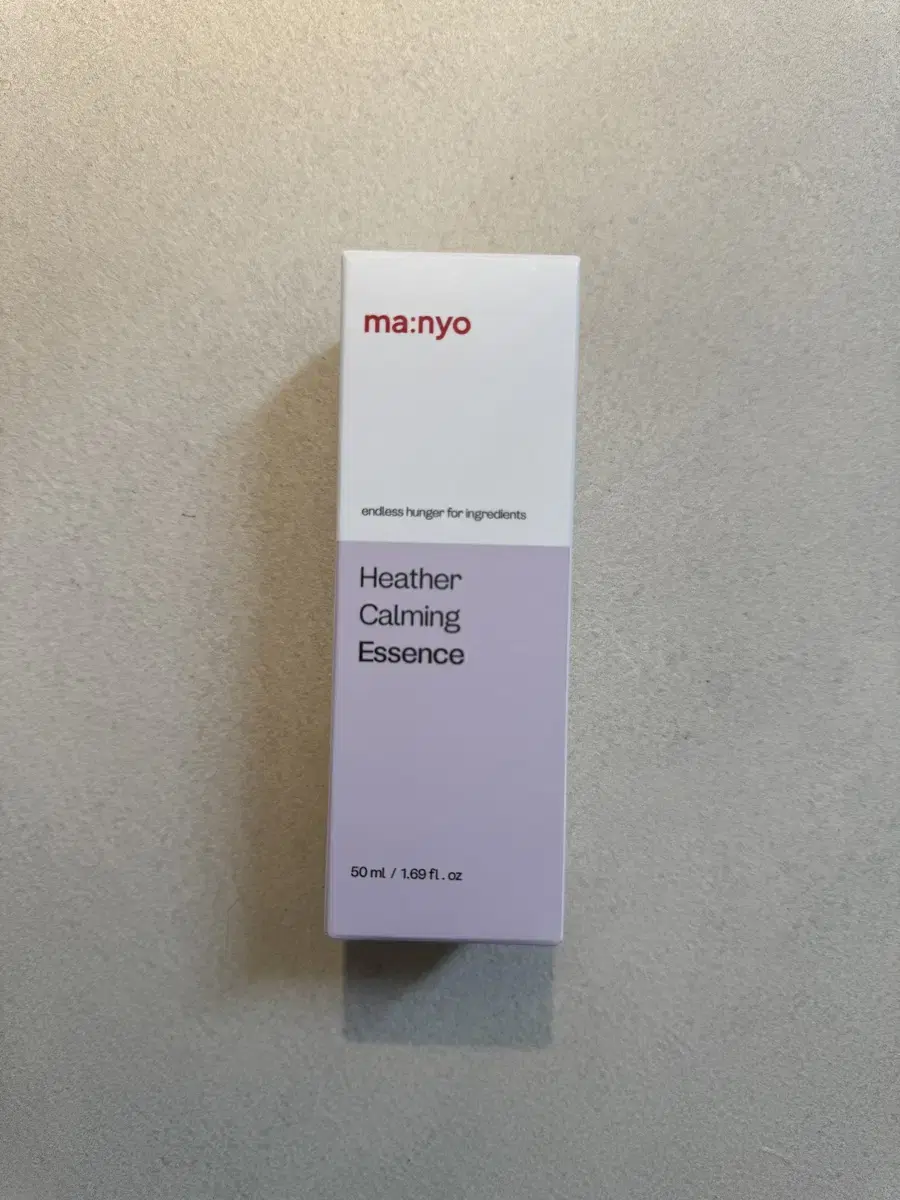 ma:nyo
endless hunger for ingredients
Heather
Calming
Essence
50 ml / 1.69 fl. oz